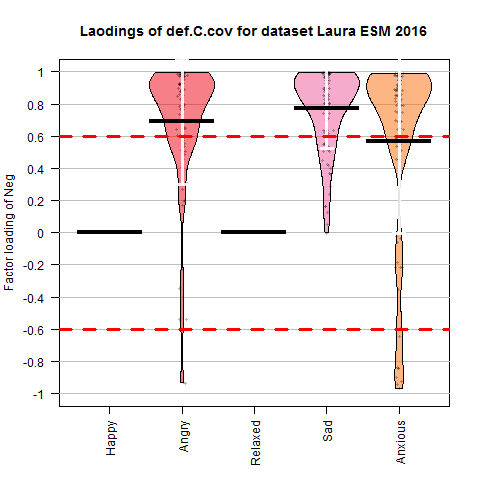 Laodings of def.C.cov for dataset Laura ESM 2016
Factor loading of Neg
1
0.8
0.6
0.4
0.2
0
-0.2
-0.4
-0.6
-0.8
-1
Happy
Angry
Relaxed
Sad
Anxious